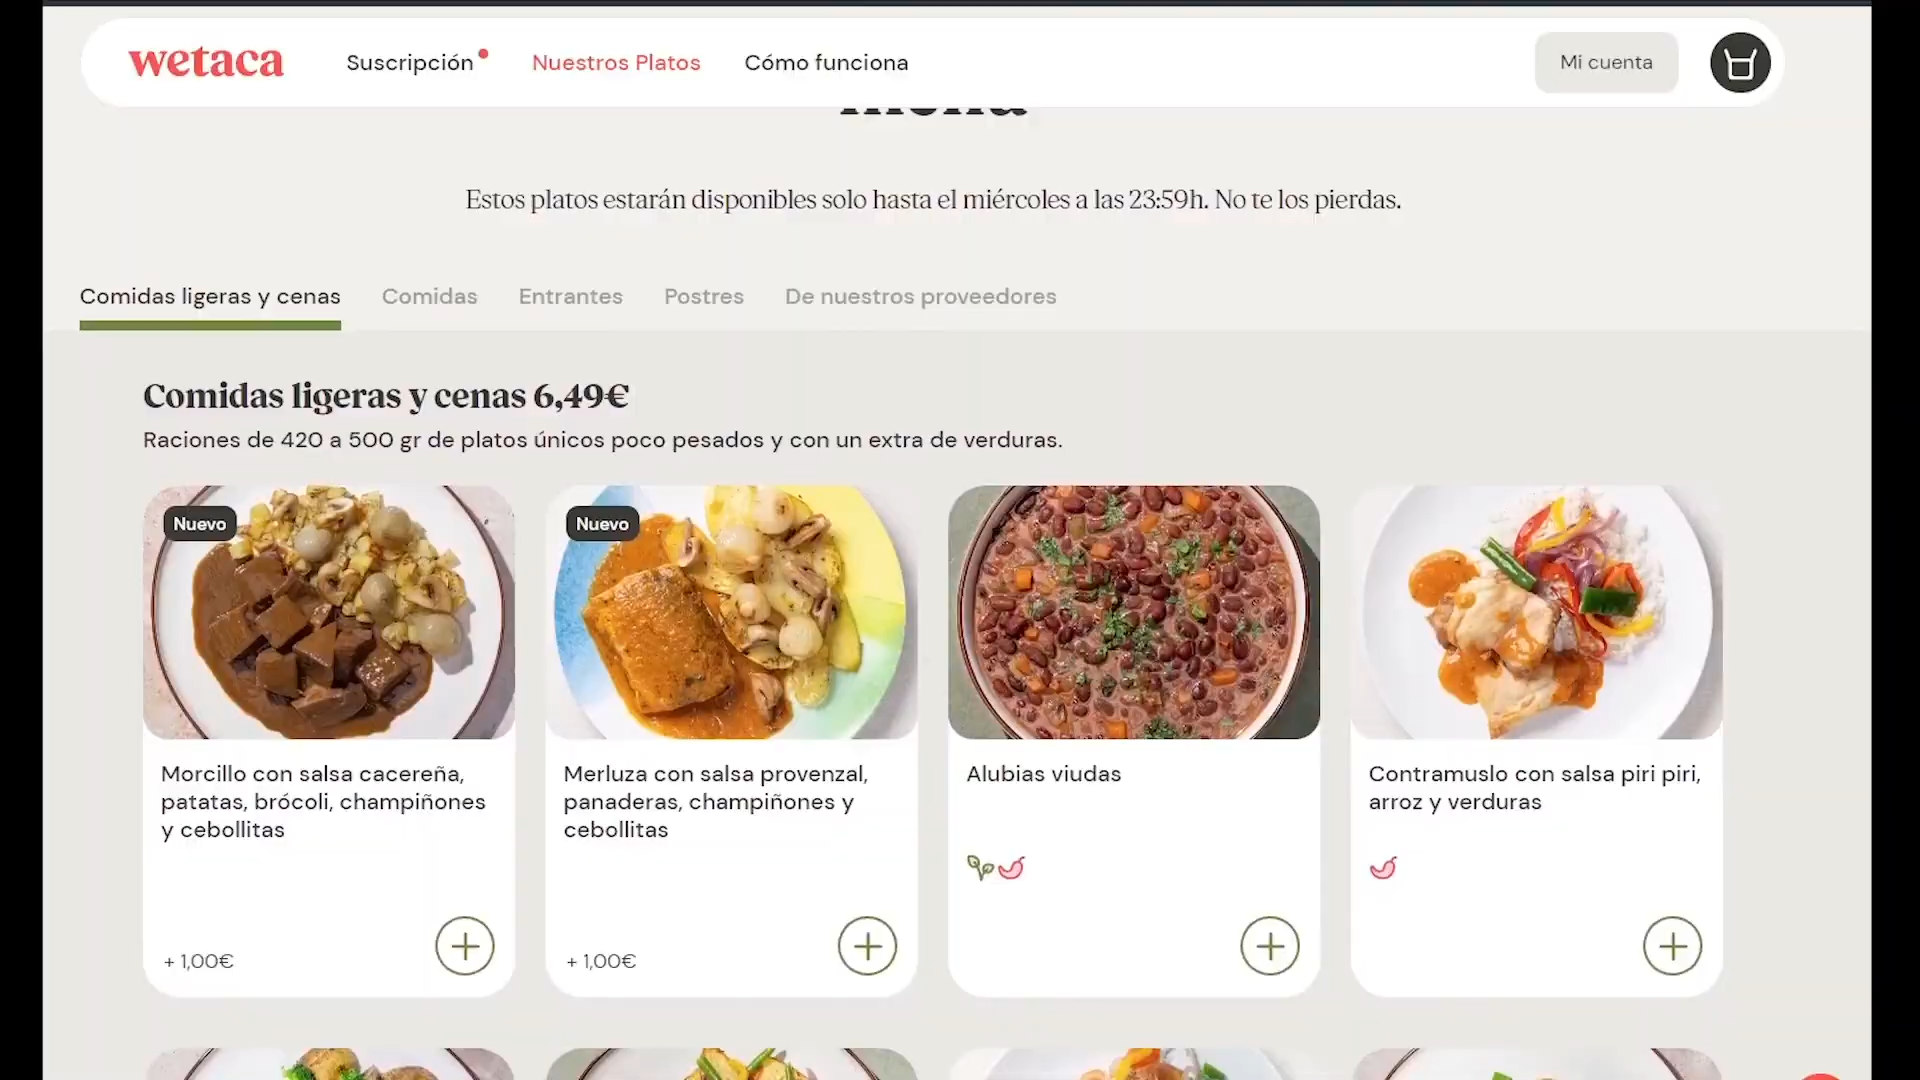 wetaca
Suscripción
Nuestros Platos
Cómo funciona
Mi cuenta
Estos platos estarán disponibles solo hasta el miércoles a las 23:59h. No te los pierdas.
Comidas ligeras y cenas
Comidas
Entrantes
Postres
De nuestros proveedores
Comidas ligeras y cenas 6,49€
Raciones de 420 a 500 gr de platos únicos poco pesados y con un extra de verduras.
Nuevo
Morcillo con salsa cacereña,
patatas, brócoli, champiñones
y cebollitas
+ 1,00€
Nuevo
Merluza con salsa provenzal,
panaderas, champiñones y
cebollitas
+ 1,00€
Alubias viudas
Contramuslo con salsa piri piri,
arroz y verduras